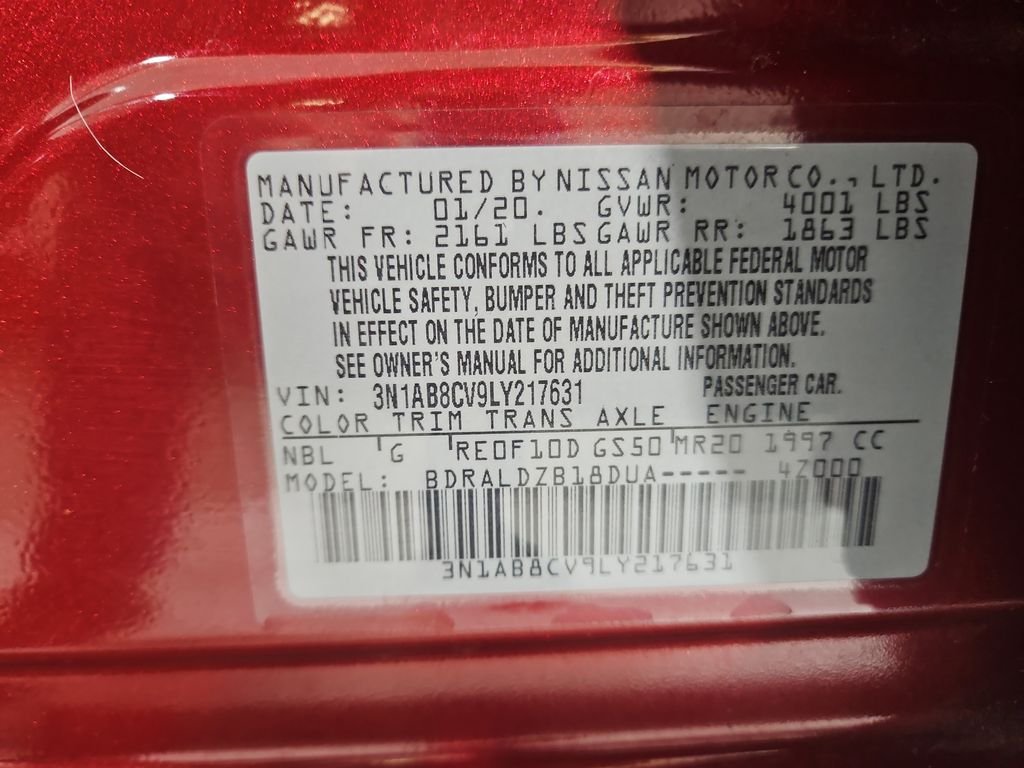 MANUFACTURED BY NISSAN MOTOR CO., LTD.
DATE: 01/20. GVWR: 4001 LBS
GAWR FR: 2161 LBS GAWR RR: 1863 LBS
THIS VEHICLE CONFORMS TO ALL APPLICABLE FEDERAL MOTOR
VEHICLE SAFETY, BUMPER AND THEFT PREVENTION STANDARDS
IN EFFECT ON THE DATE OF MANUFACTURE SHOWN ABOVE.
SEE OWNER'S MANUAL FOR ADDITIONAL INFORMATION.
VIN: 3N1AB8CV9LY217631 PASSENGER CAR.
COLOR TRIM TRANS AXLE ENGINE
NBL G RE0F10D GS50 MR20 1997 CC
MODEL: BDRALDZB18DUA----- 4Z000
3N1AB8CV9LY217631